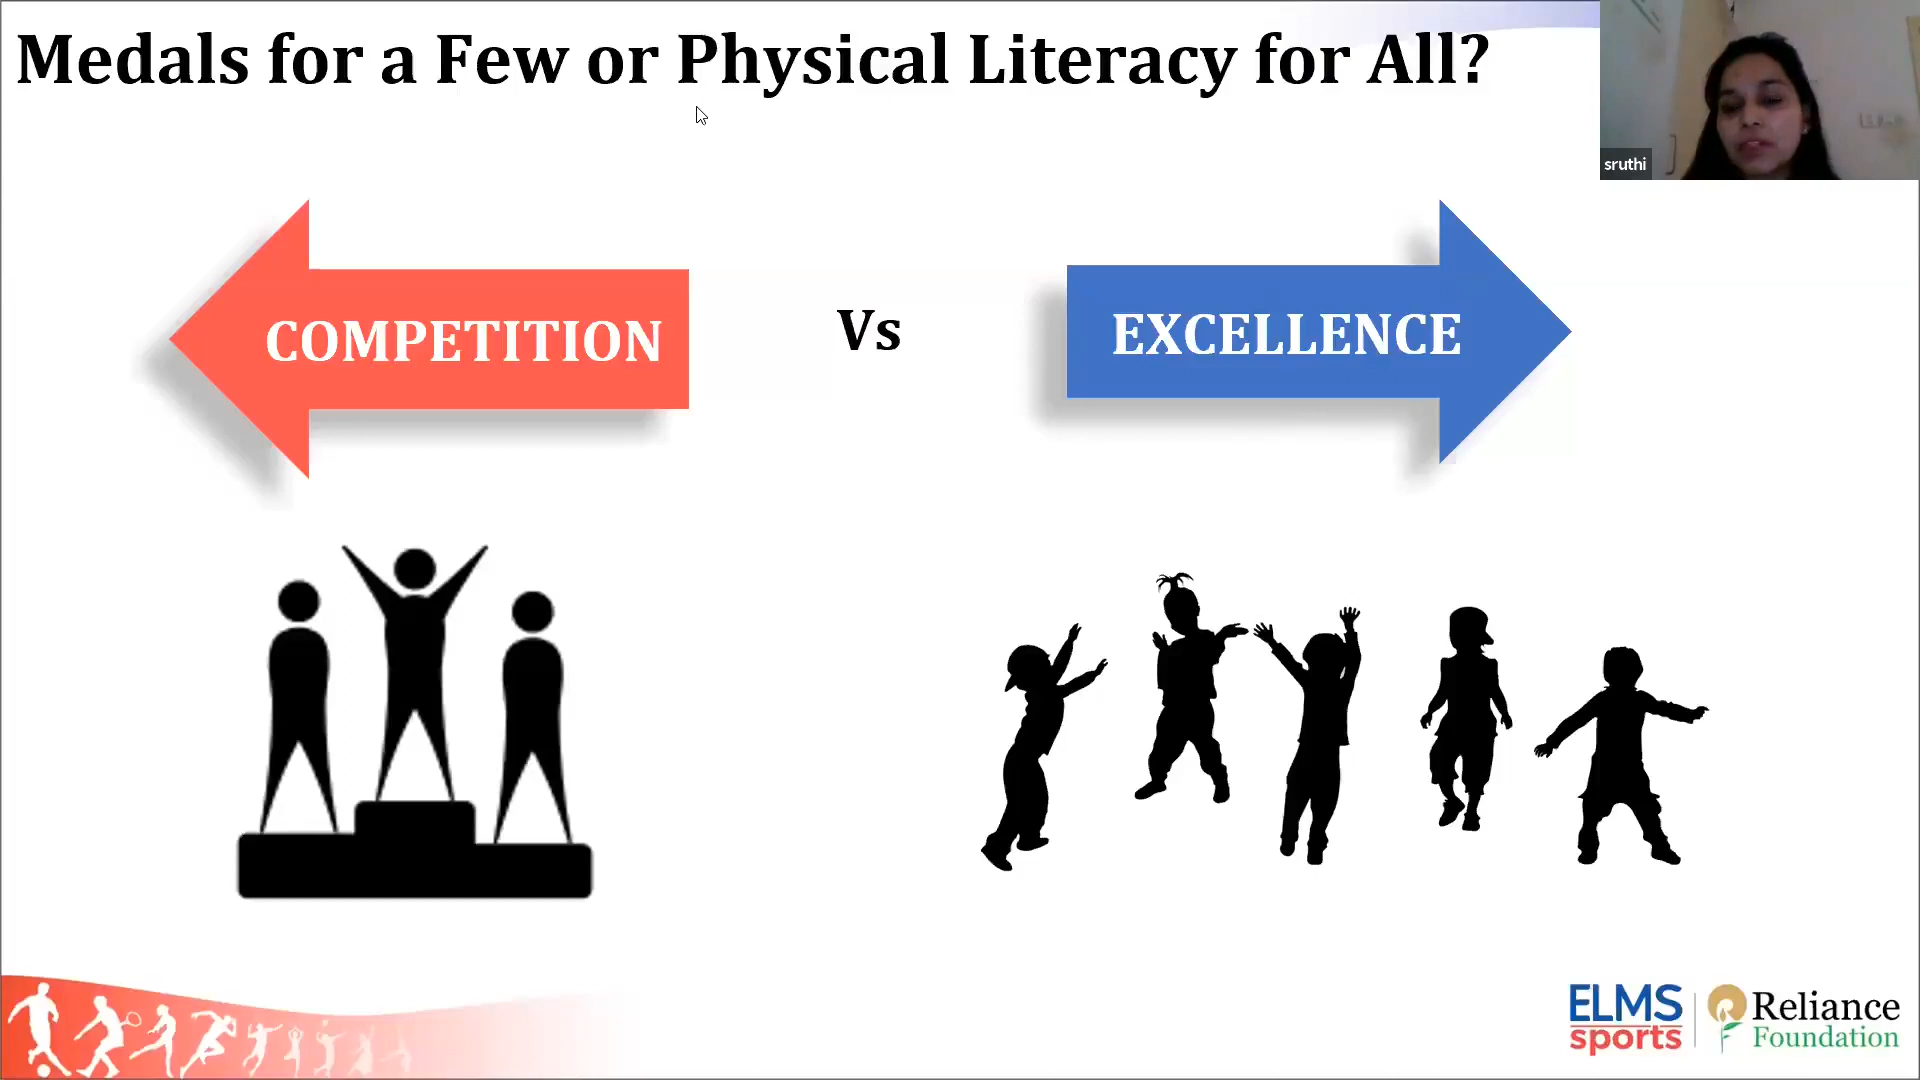 Medals for a Few or Physical Literacy for All?
sruthi
COMPETITION
Vs
EXCELLENCE
ELMS
sports
Reliance
Foundation